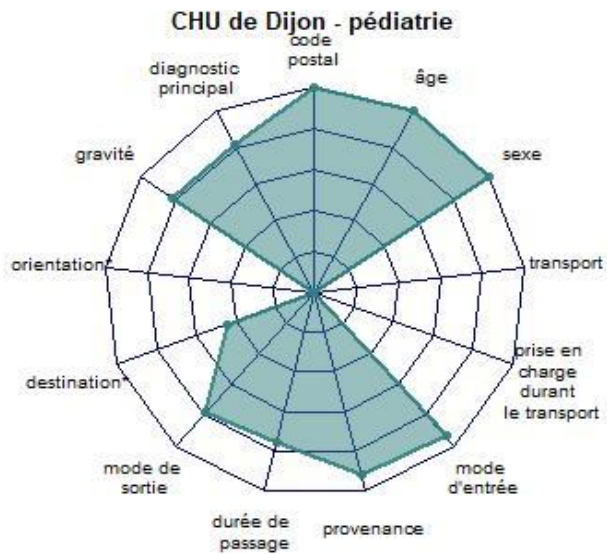 CHU de Dijon - pédiatrie
code
postal
âge
sexe
transport
prise en
charge
durant
le transport
mode
d'entrée
provenance
durée de
passage
mode de
sortie
destination*
orientation*
gravité
diagnostic
principal